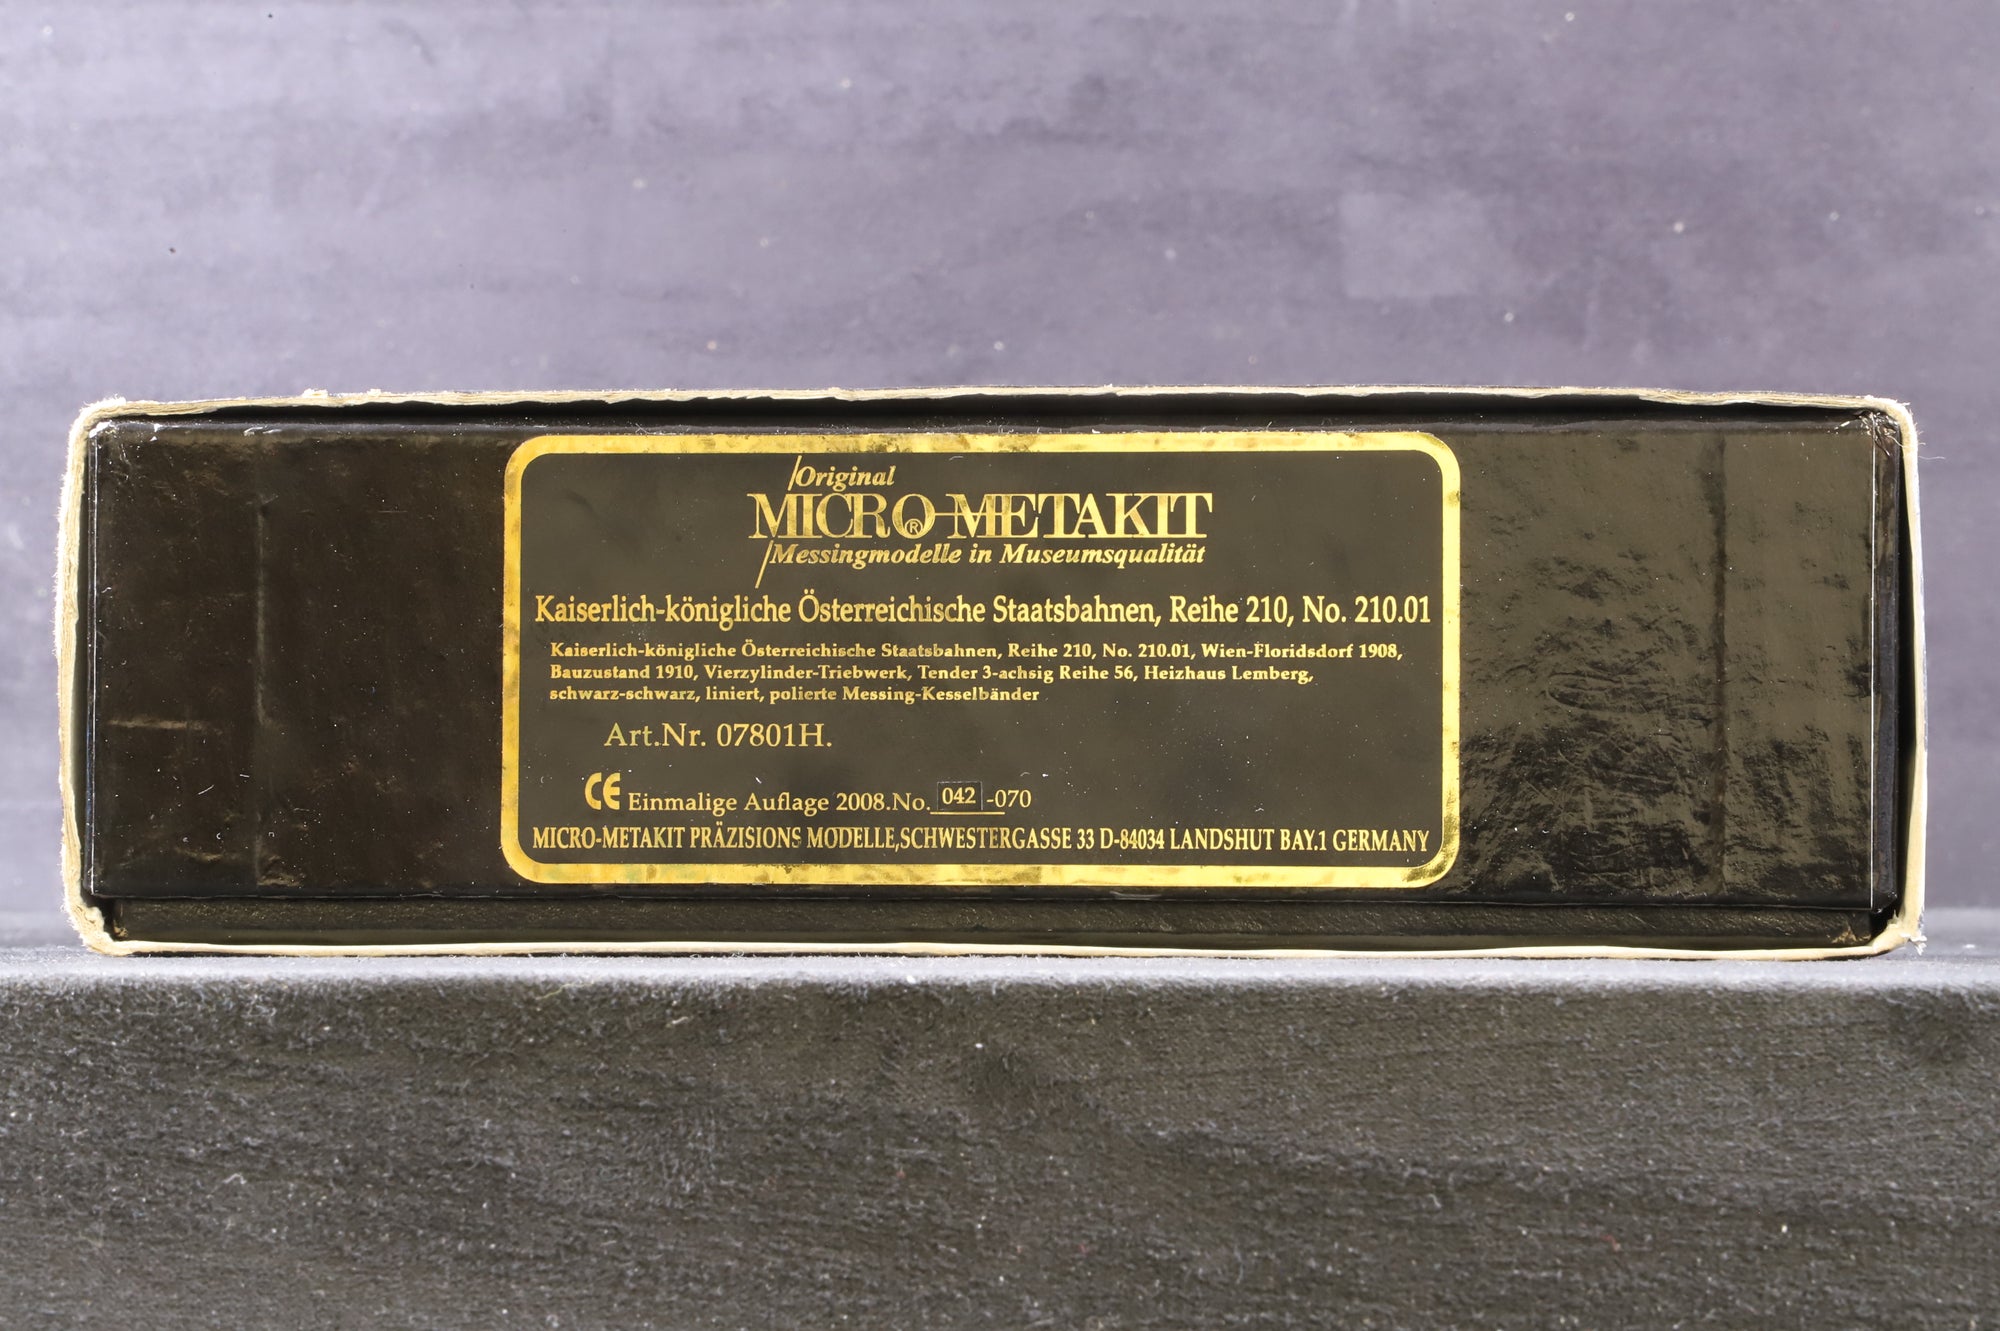 Original
MICRO-METAKIT®
Messingmodelle in Museumsqualität
Kaiserlich-königliche Österreichische Staatsbahnen, Reihe 210, No. 210.01
Kaiserlich-königliche Österreichische Staatsbahnen, Reihe 210, No. 210.01, Wien-Floridsdorf 1908,
Bauzustand 1910, Vierzylinder-Triebwerk, Tender 3-achsig Reihe 56, Heizhaus Lemberg,
schwarz-schwarz, liniert, polierte Messing-Kesselbänder
Art.Nr. 07801H.
CE Einmalige Auflage 2008.No. 042 -070
MICRO-METAKIT PRÄZISIONS MODELLE,SCHWESTERGASSE 33 D-84034 LANDSHUT BAY.1 GERMANY